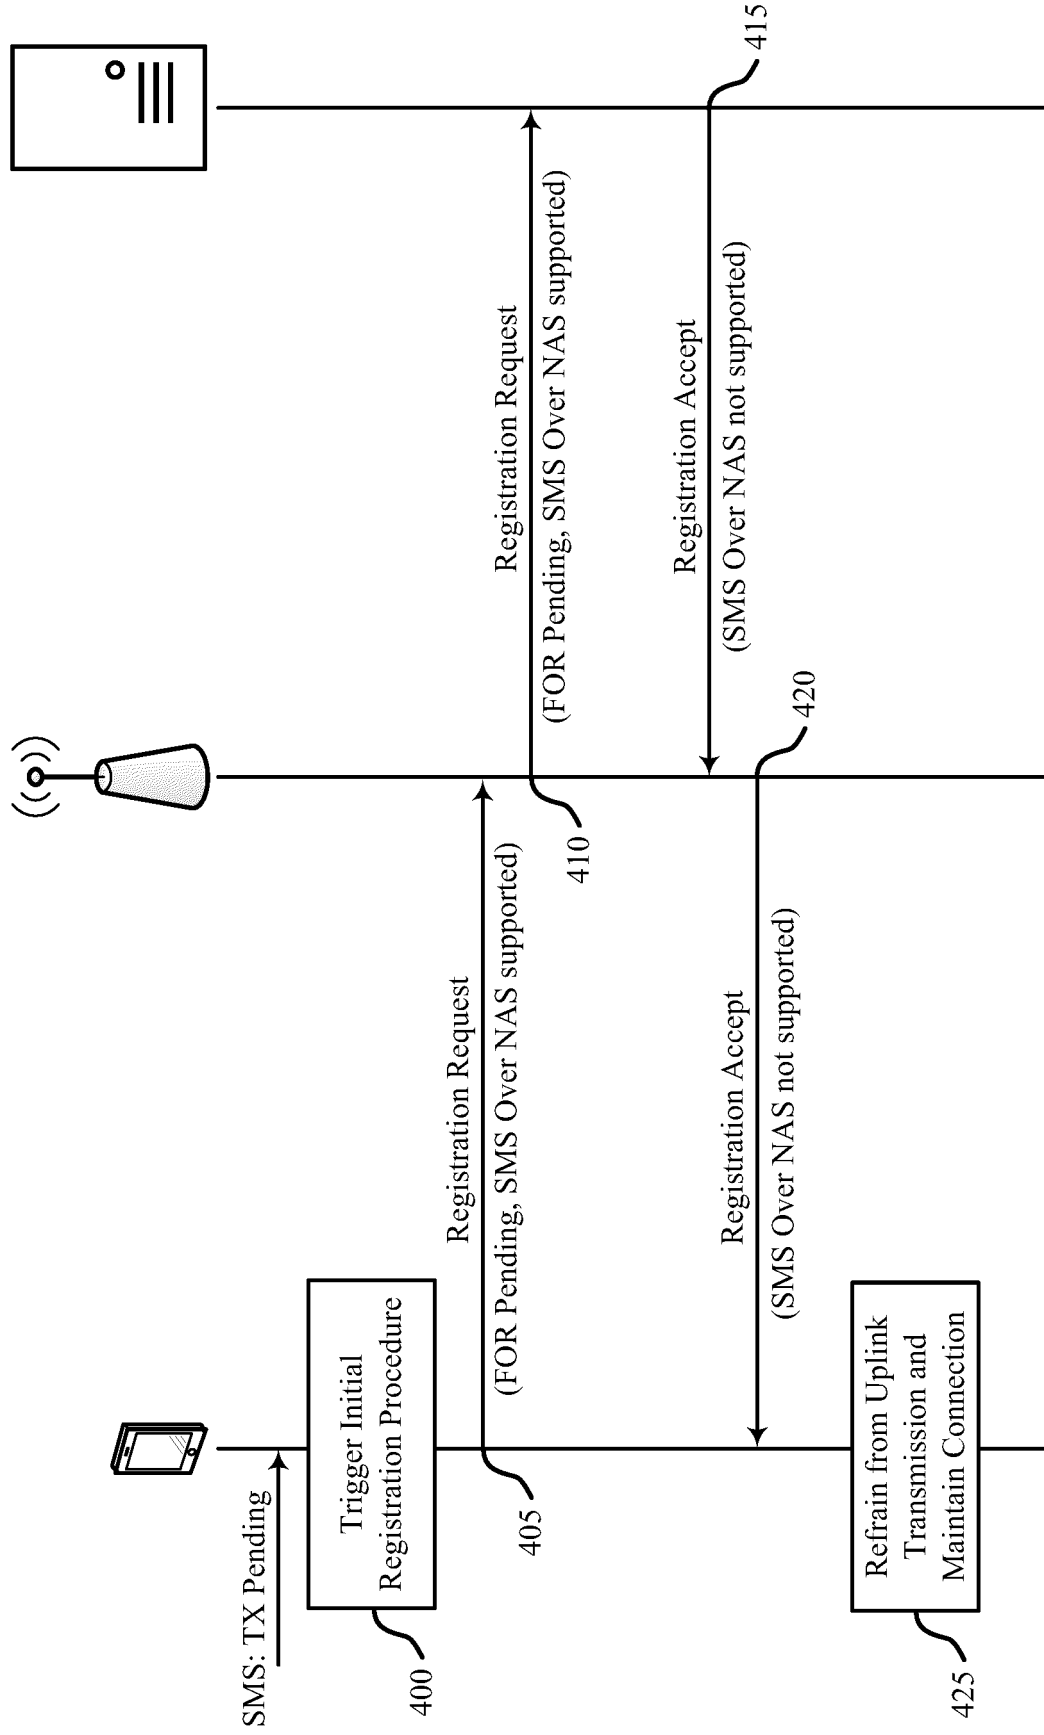 SMS: TX Pending
Trigger Initial
Registration Procedure
400
Registration Request
(FOR Pending, SMS Over NAS supported)
405
Registration Request
(FOR Pending, SMS Over NAS supported)
410
Registration Accept
(SMS Over NAS not supported)
415
Registration Accept
(SMS Over NAS not supported)
420
Refrain from Uplink
Transmission and
Maintain Connection
425